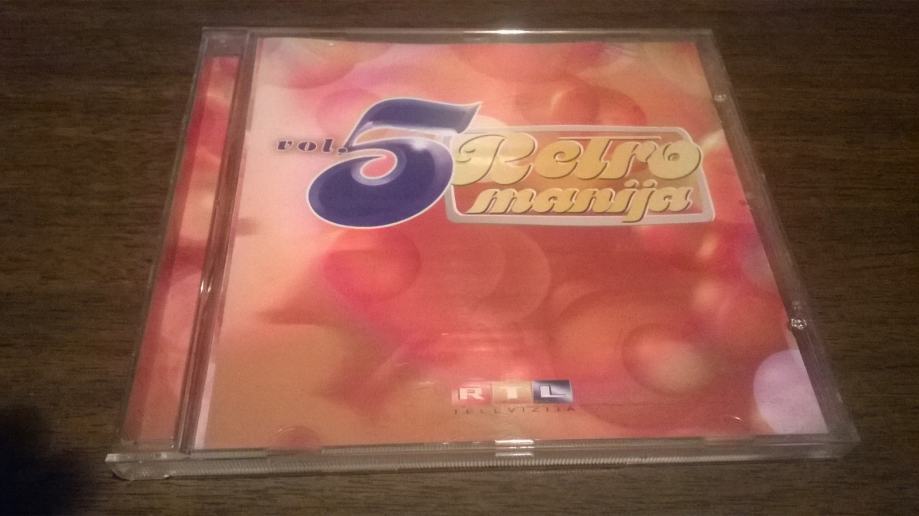 vol. 5
Retro
manija
RTL
TELEVIZIJA